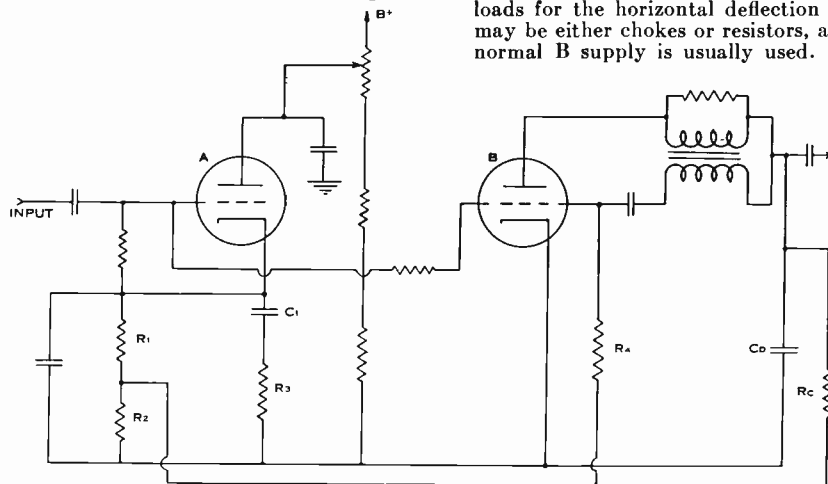 loads for the horizontal deflection
may be either chokes or resistors, a
normal B supply is usually used.
B+
A
B
INPUT
C1
R1
R3
R2
RA
CD
RC